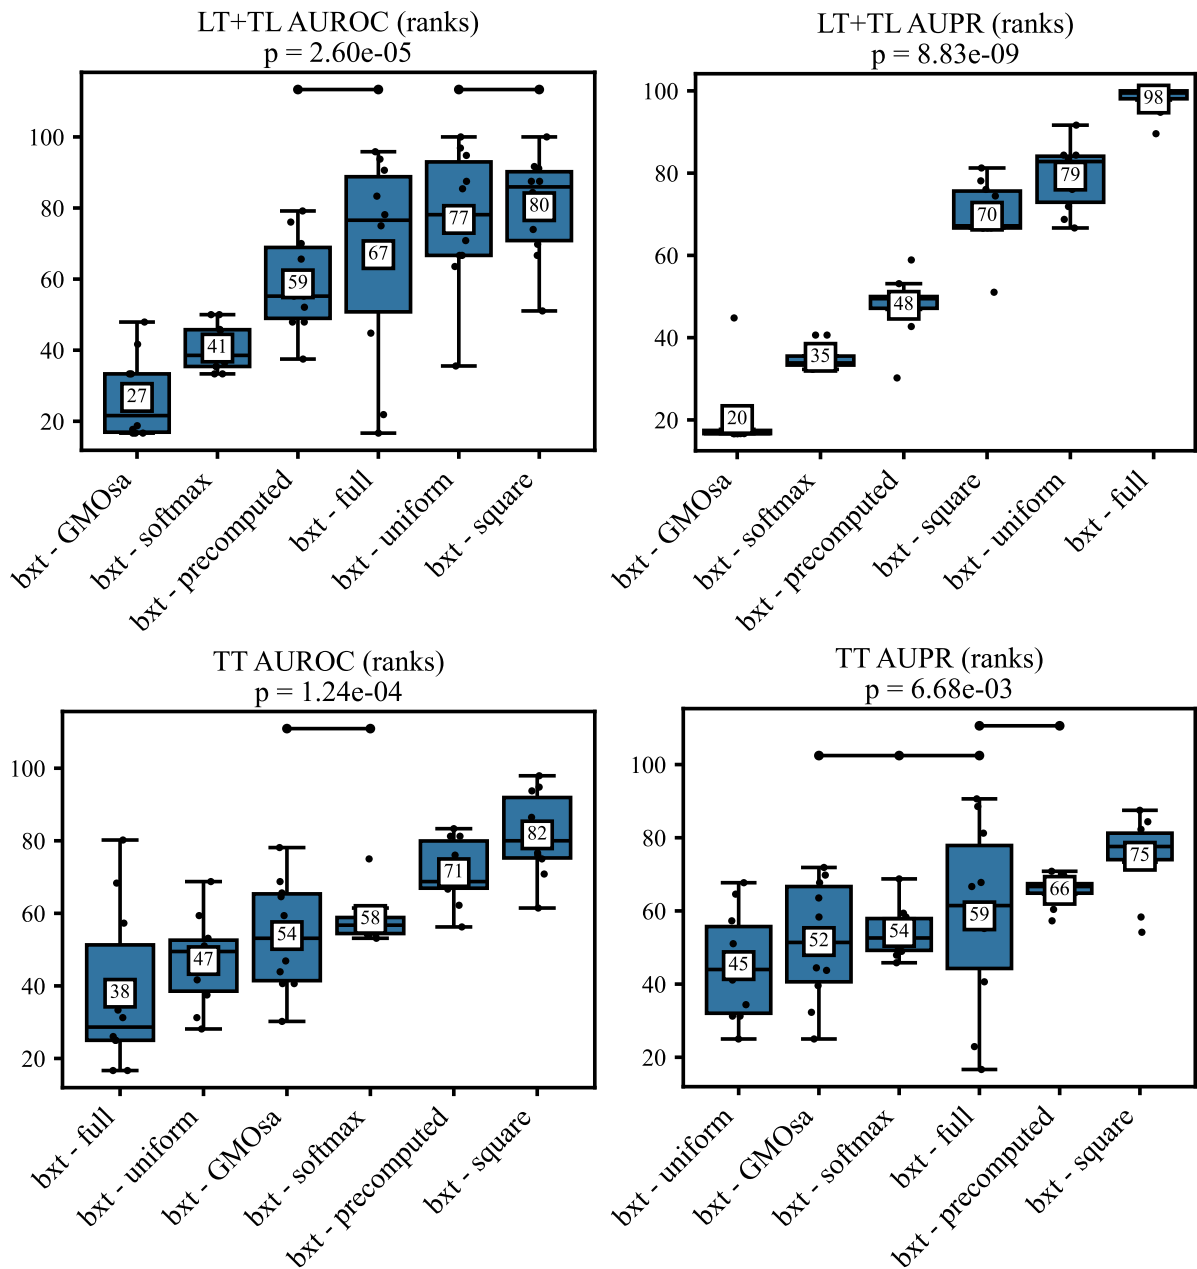 LT+TL AUROC (ranks)
p = 2.60e-05
100
80
60
40
20
27
41
59
67
77
80
bxt - GMOsa
bxt - softmax
bxt - precomputed
bxt - full
bxt - uniform
bxt - square
LT+TL AUPR (ranks)
p = 8.83e-09
100
80
60
40
20
20
35
48
70
79
98
bxt - GMOsa
bxt - softmax
bxt - precomputed
bxt - square
bxt - uniform
bxt - full
TT AUROC (ranks)
p = 1.24e-04
100
80
60
40
20
38
47
54
58
71
82
bxt - full
bxt - uniform
bxt - GMOsa
bxt - softmax
bxt - precomputed
bxt - square
TT AUPR (ranks)
p = 6.68e-03
100
80
60
40
20
45
52
54
59
66
75
bxt - uniform
bxt - GMOsa
bxt - softmax
bxt - full
bxt - precomputed
bxt - square